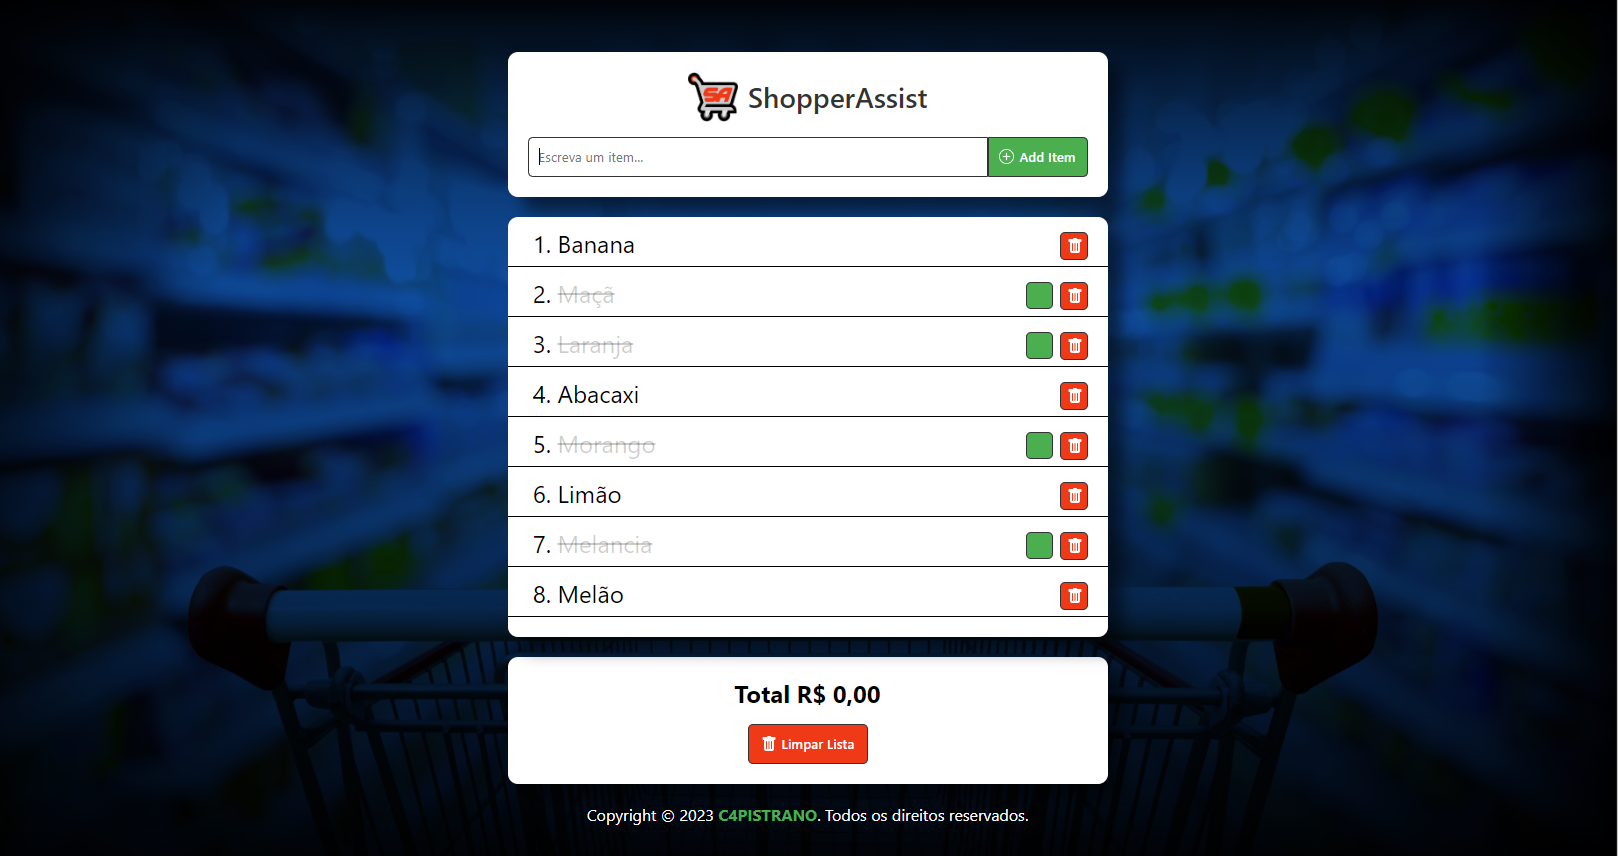 SA ShopperAssist
Escreva um item...
Add Item
1. Banana
2. Maçã
3. Laranja
4. Abacaxi
5. Morango
6. Limão
7. Melancia
8. Melão
Total R$ 0,00
Limpar Lista
Copyright © 2023 C4PISTRANO. Todos os direitos reservados.